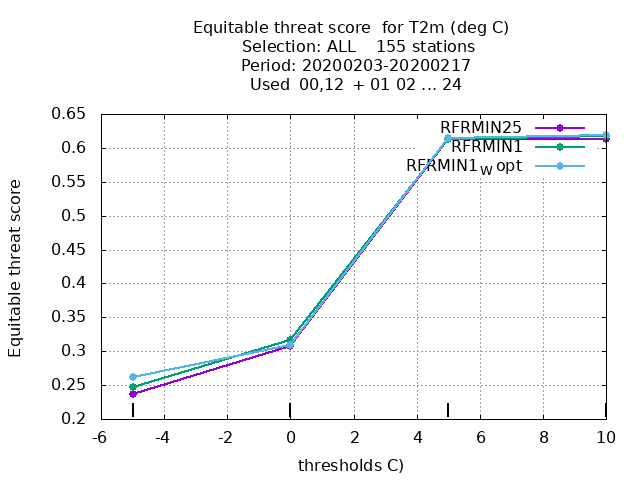 Equitable threat score  for T2m (deg C)
Selection: ALL    155 stations
Period: 20200203-20200217
Used  00,12  + 01 02 ... 24
RFRMIN25
RFRMIN1
RFRMIN1W opt
Equitable threat score
0.65
0.6
0.55
0.5
0.45
0.4
0.35
0.3
0.25
0.2
-6 -4 -2 0 2 4 6 8 10
thresholds C)